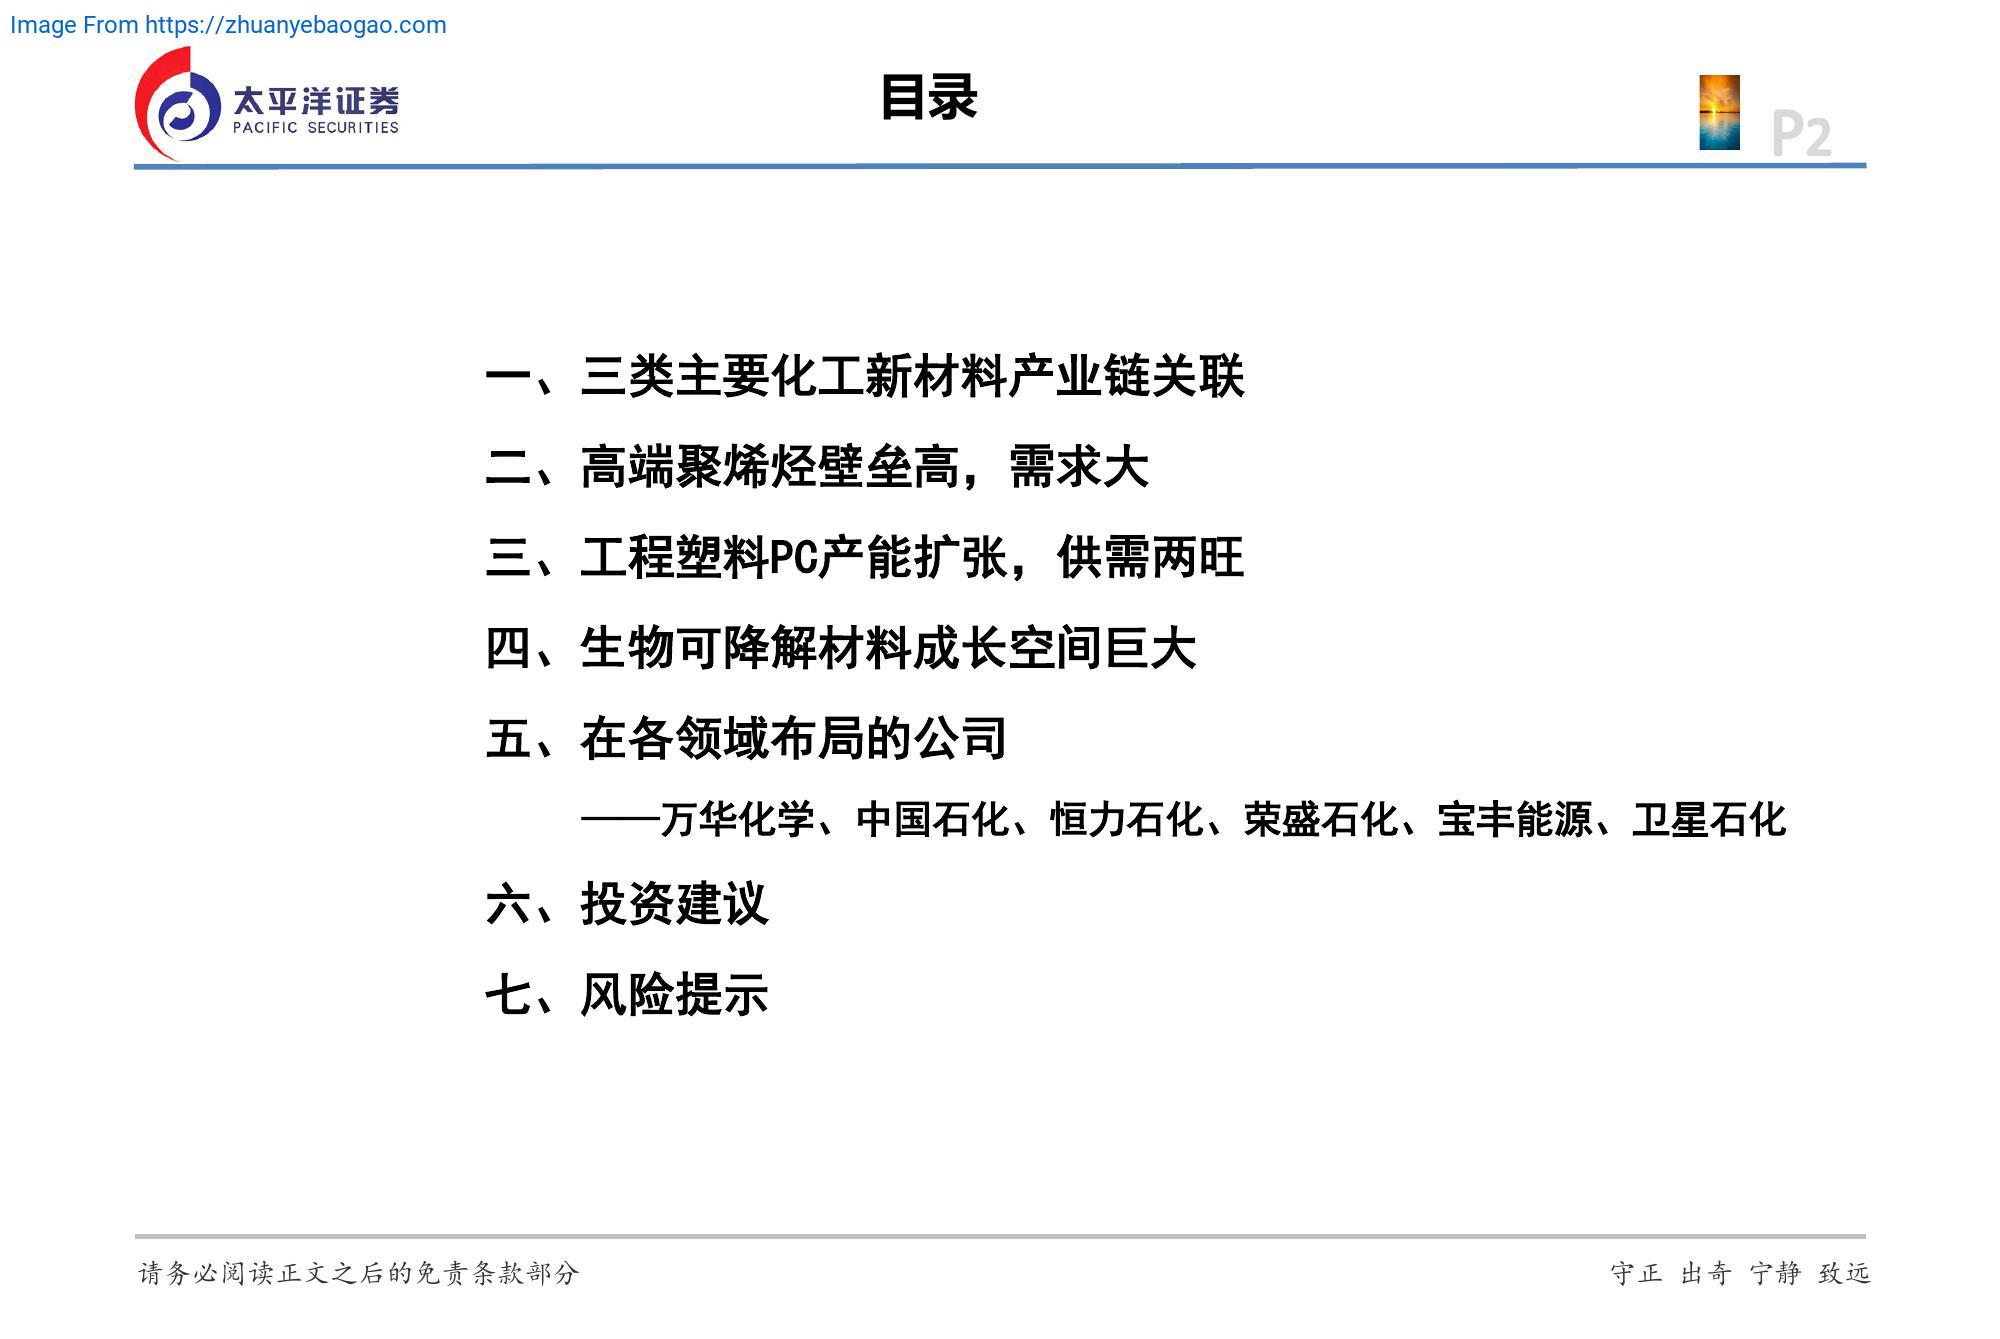 Image From https://zhuanyebaogao.com
太平洋证券
PACIFIC SECURITIES
目录
P2
一、三类主要化工新材料产业链关联
二、高端聚烯烃壁垒高，需求大
三、工程塑料PC产能扩张，供需两旺
四、生物可降解材料成长空间巨大
五、在各领域布局的公司
——万华化学、中国石化、恒力石化、荣盛石化、宝丰能源、卫星石化
六、投资建议
七、风险提示
请务必阅读正文之后的免责条款部分
守正 出奇 宁静 致远